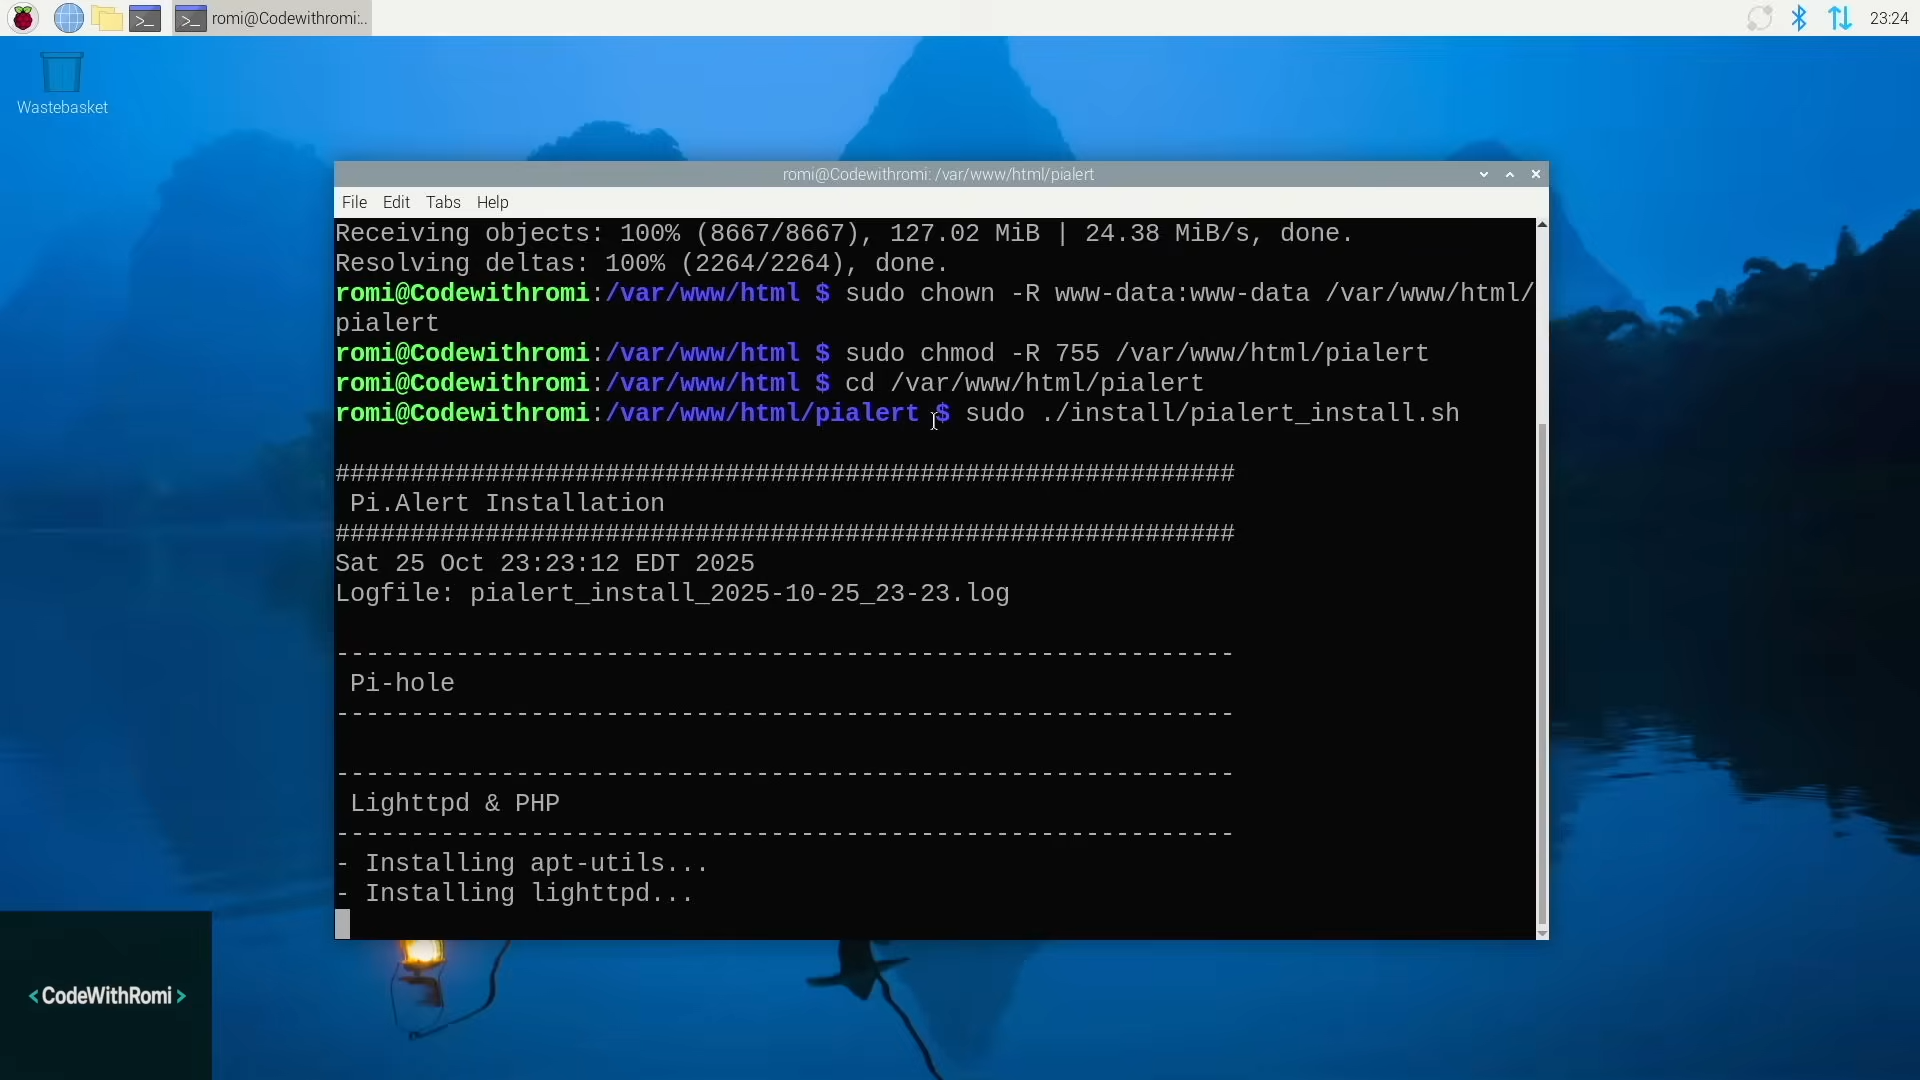 romi@Codewithromi:..
23:24
Wastebasket
romi@Codewithromi: /var/www/html/pialert
File Edit Tabs Help
Receiving objects: 100% (8667/8667), 127.02 MiB | 24.38 MiB/s, done.
Resolving deltas: 100% (2264/2264), done.
romi@Codewithromi:/var/www/html $ sudo chown -R www-data:www-data /var/www/html/
pialert
romi@Codewithromi:/var/www/html $ sudo chmod -R 755 /var/www/html/pialert
romi@Codewithromi:/var/www/html $ cd /var/www/html/pialert
romi@Codewithromi:/var/www/html/pialert $ sudo ./install/pialert_install.sh
############################################################
Pi.Alert Installation
############################################################
Sat 25 Oct 23:23:12 EDT 2025
Logfile: pialert_install_2025-10-25_23-23.log
------------------------------------------------------------
Pi-hole
------------------------------------------------------------
------------------------------------------------------------
Lighttpd & PHP
------------------------------------------------------------
- Installing apt-utils...
- Installing lighttpd...
<CodeWithRomi>